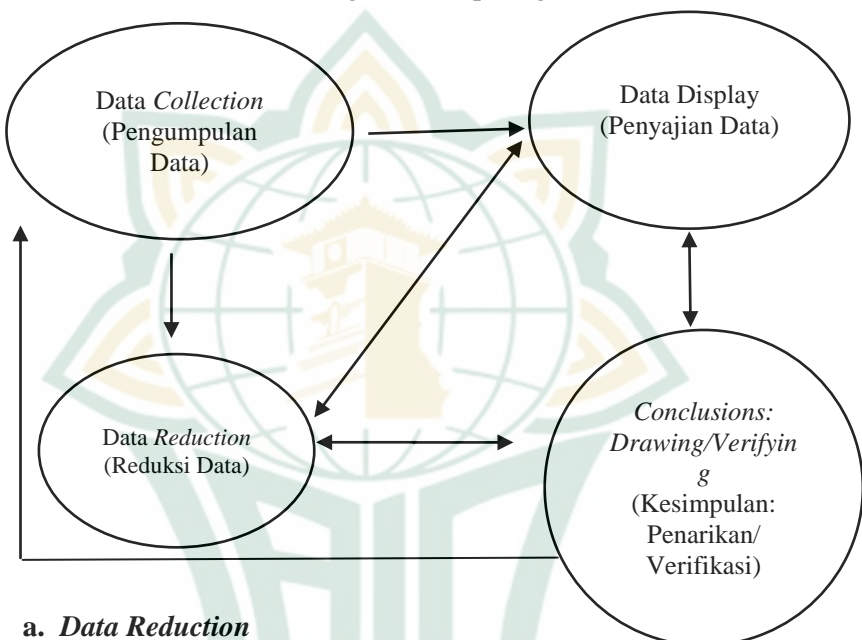 Data Collection
(Pengumpulan
Data)
Data Display
(Penyajian Data)
Data Reduction
(Reduksi Data)
Conclusions:
Drawing/Verifyin
g
(Kesimpulan:
Penarikan/
Verifikasi)
a. Data Reduction